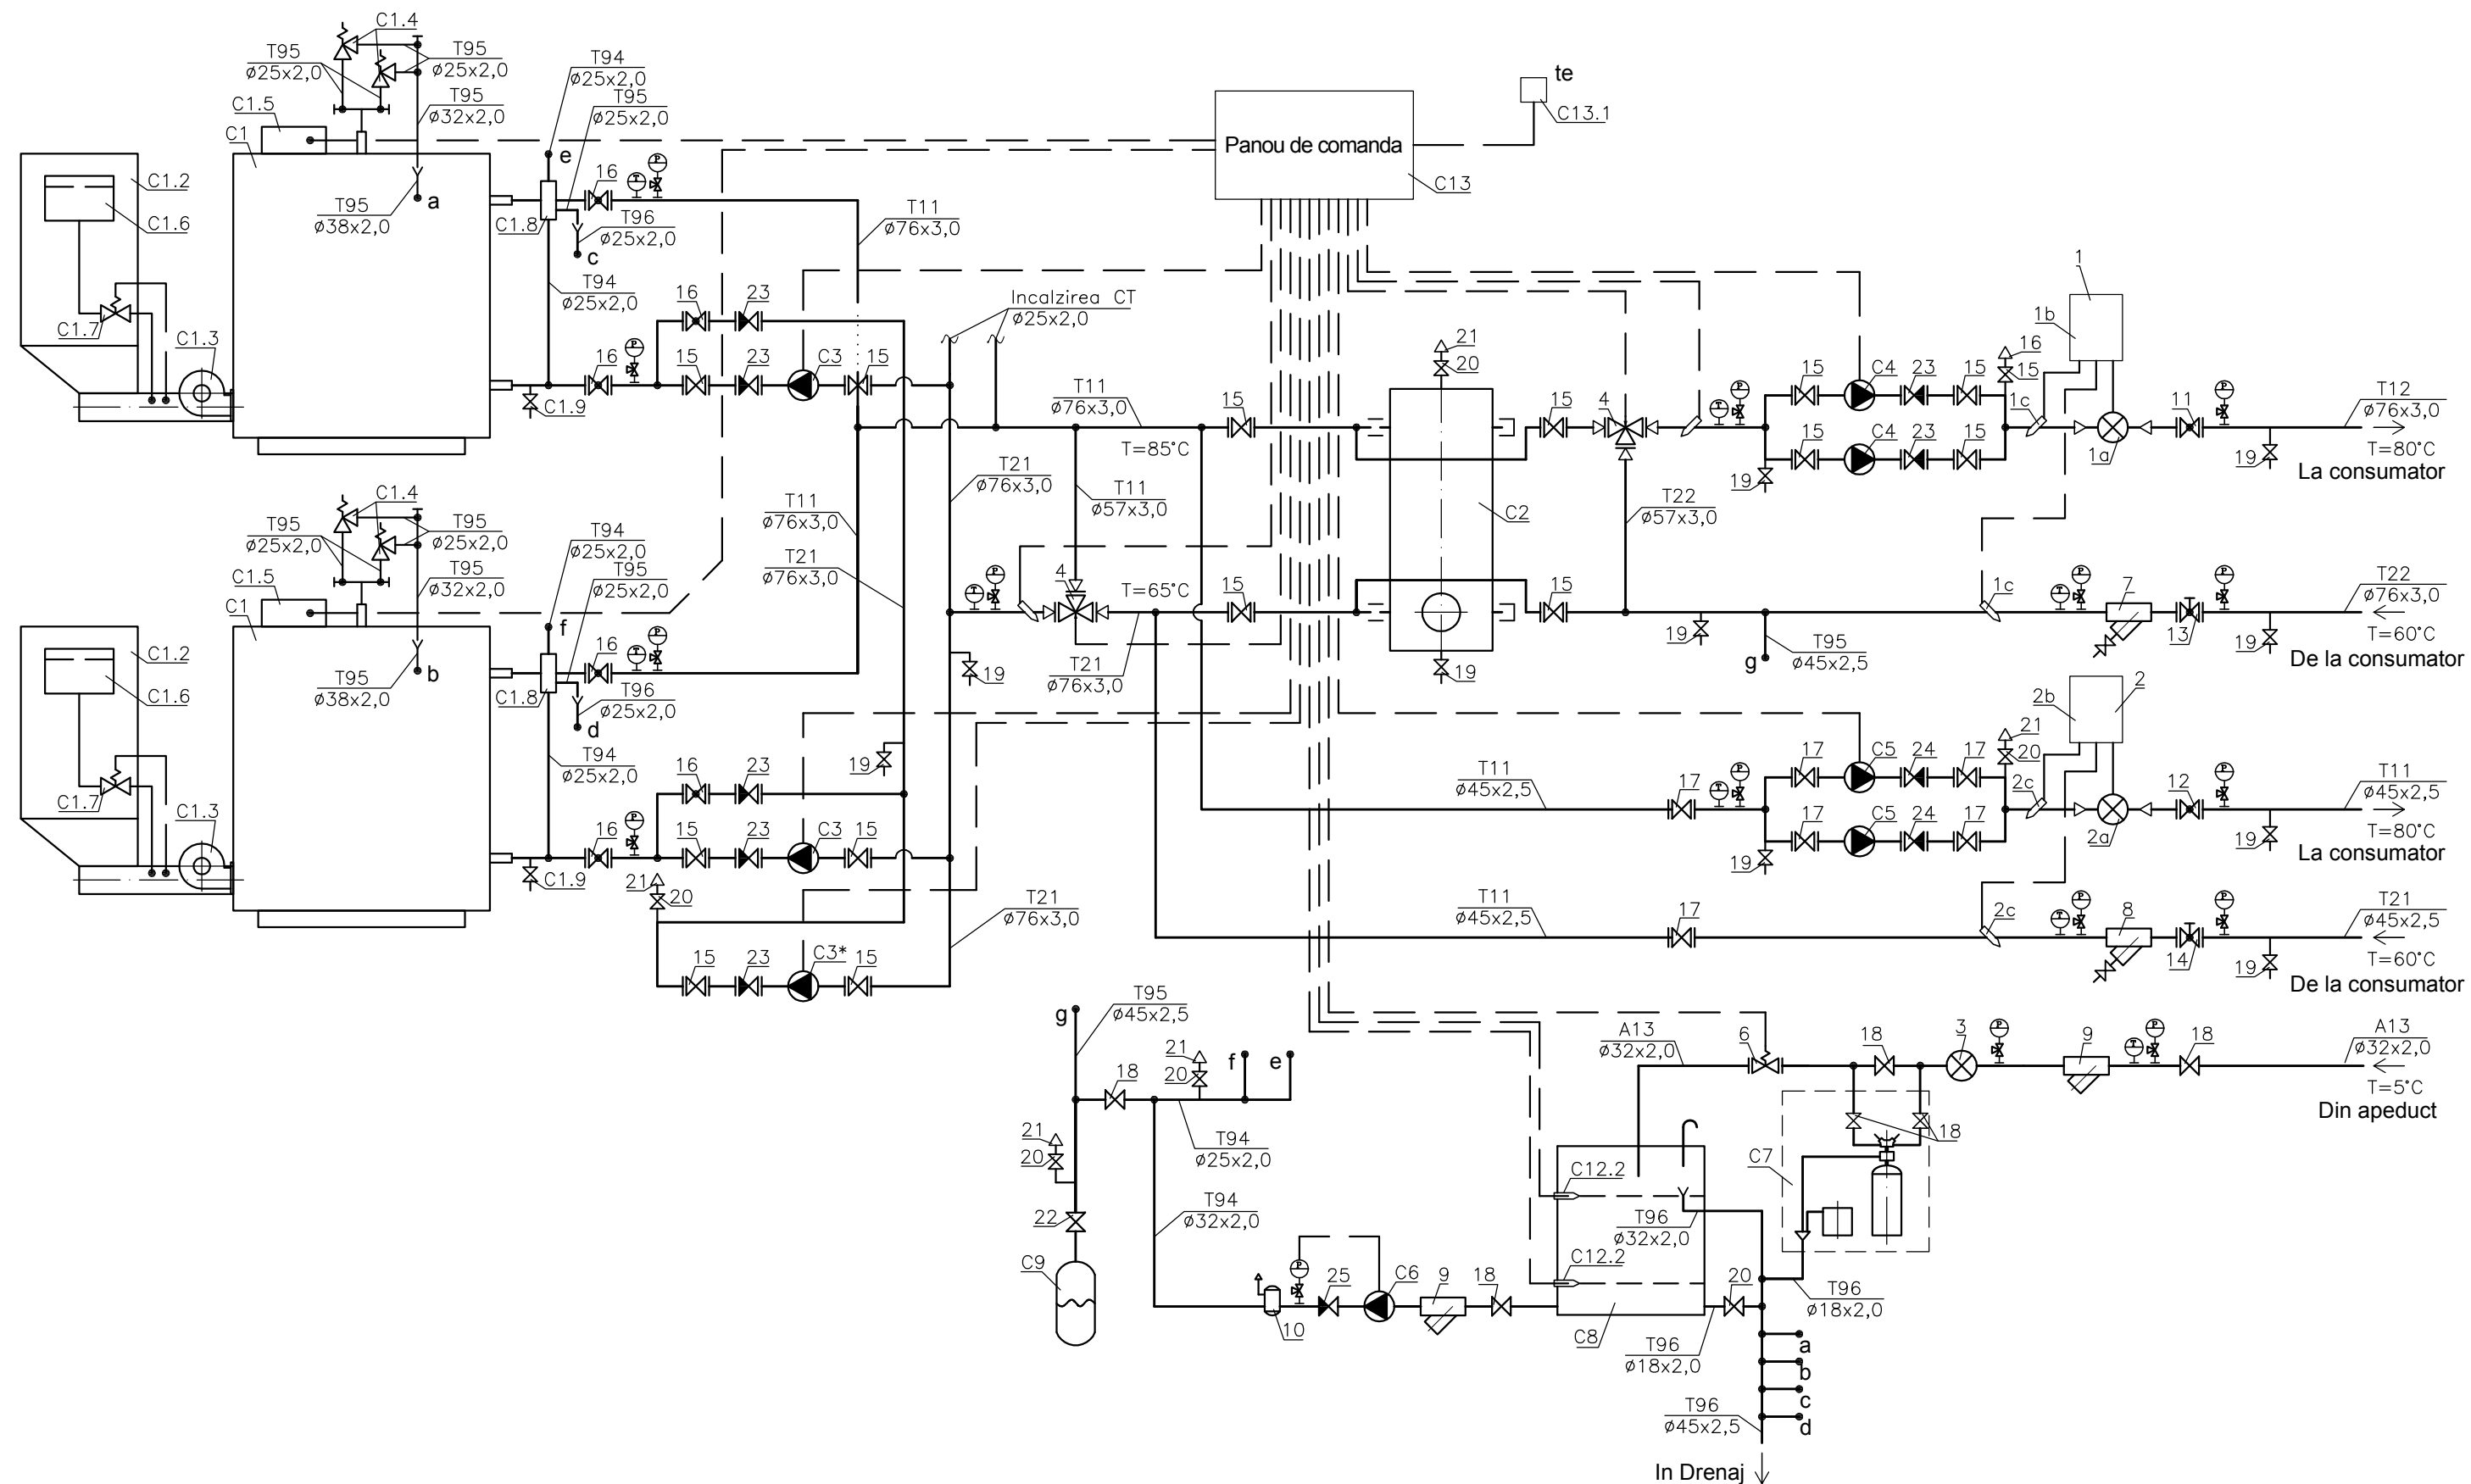 C1.4
T95
ø25x2,0
T95
ø25x2,0
T95
ø32x2,0
C1.5
C1
C1.2
C1.6
T95
ø38x2,0
a
C1.7
C1.3
T94
ø25x2,0
T95
ø25x2,0
e
16
P
T
C1.8
T96
ø25x2,0
c
T94
ø25x2,0
T11
ø76x3,0
16
23
16
P
15
23
C3
15
C1.9
Panou de comanda
C13
te
C13.1
Incalzirea CT
ø25x2,0
T11
ø76x3,0
T=85°C
T21
ø76x3,0
T11
ø57x3,0
T11
ø76x3,0
T21
ø76x3,0
15
21
20
15
4
C2
T22
ø57x3,0
T
P
15
C4
23
15
15
C4
23
15
19
1
1b
16
15
1c
1a
11
P
19
T12
ø76x3,0
T=80°C
La consumator
C1.4
T95
ø25x2,0
T95
ø25x2,0
T95
ø32x2,0
C1.5
C1
C1.2
C1.6
T95
ø38x2,0
b
C1.7
C1.3
T94
ø25x2,0
T95
ø25x2,0
f
16
T
P
C1.8
T96
ø25x2,0
d
T94
ø25x2,0
16
23
16
P
15
23
C3
15
C1.9
19
21
20
15
23
C3*
15
T21
ø76x3,0
T
P
4
T=65°C
15
15
19
T21
ø76x3,0
19
19
g
T95
ø45x2,5
1c
T
P
7
13
P
19
T22
ø76x3,0
T=60°C
De la consumator
T11
ø45x2,5
17
T
P
17
C5
24
17
17
C5
24
17
19
2b
2
21
20
2c
2a
12
P
19
T11
ø45x2,5
T=80°C
La consumator
T11
ø45x2,5
17
2c
T
P
8
14
P
19
T21
ø45x2,5
T=60°C
De la consumator
g
T95
ø45x2,5
18
21
20
f
e
T94
ø25x2,0
21
20
22
C9
T94
ø32x2,0
10
P
25
C6
9
18
A13
ø32x2,0
6
18
3
P
9
T
P
18
A13
ø32x2,0
T=5°C
Din apeduct
18
C7
C12.2
T96
ø32x2,0
C12.2
C8
20
T96
ø18x2,0
T96
ø18x2,0
a
b
c
d
T96
ø45x2,5
In Drenaj